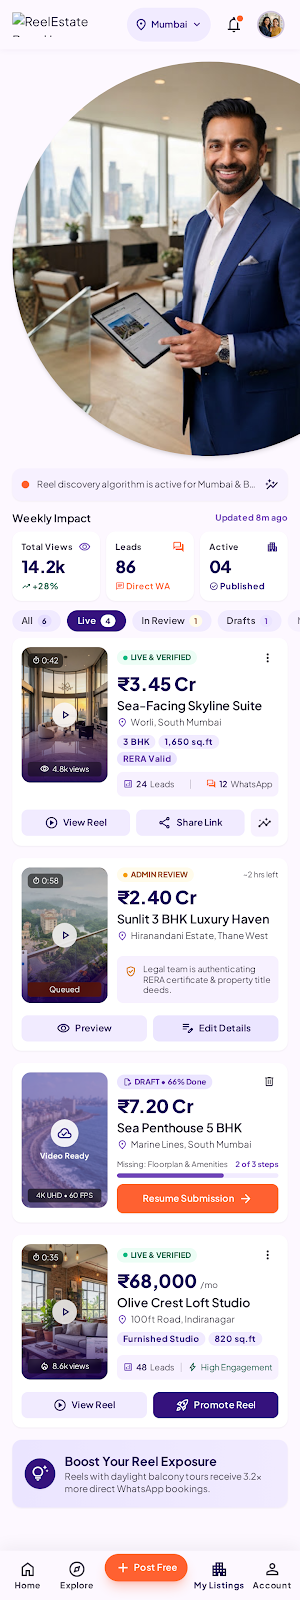 ReelEstate
Mumbai
Reel discovery algorithm is active for Mumbai & B...
Weekly Impact
Updated 8m ago
Total Views
14.2k
+28%
Leads
86
Direct WA
Active
04
Published
All 6
Live 4
In Review 1
Drafts 1
0:42
4.8k views
LIVE & VERIFIED
₹3.45 Cr
Sea-Facing Skyline Suite
Worli, South Mumbai
3 BHK
1,650 sq.ft
RERA Valid
24 Leads
12 WhatsApp
View Reel
Share Link
0:58
Queued
ADMIN REVIEW
~2 hrs left
₹2.40 Cr
Sunlit 3 BHK Luxury Haven
Hiranandani Estate, Thane West
Legal team is authenticating
RERA certificate & property title
deeds.
Preview
Edit Details
Video Ready
4K UHD • 60 FPS
DRAFT • 66% Done
₹7.20 Cr
Sea Penthouse 5 BHK
Marine Lines, South Mumbai
Missing: Floorplan & Amenities
2 of 3 steps
Resume Submission
0:35
8.6k views
LIVE & VERIFIED
₹68,000 /mo
Olive Crest Loft Studio
100ft Road, Indiranagar
Furnished Studio
820 sq.ft
48 Leads
High Engagement
View Reel
Promote Reel
Boost Your Reel Exposure
Reels with daylight balcony tours receive 3.2x
more direct WhatsApp bookings.
Home
Explore
Post Free
My Listings
Account